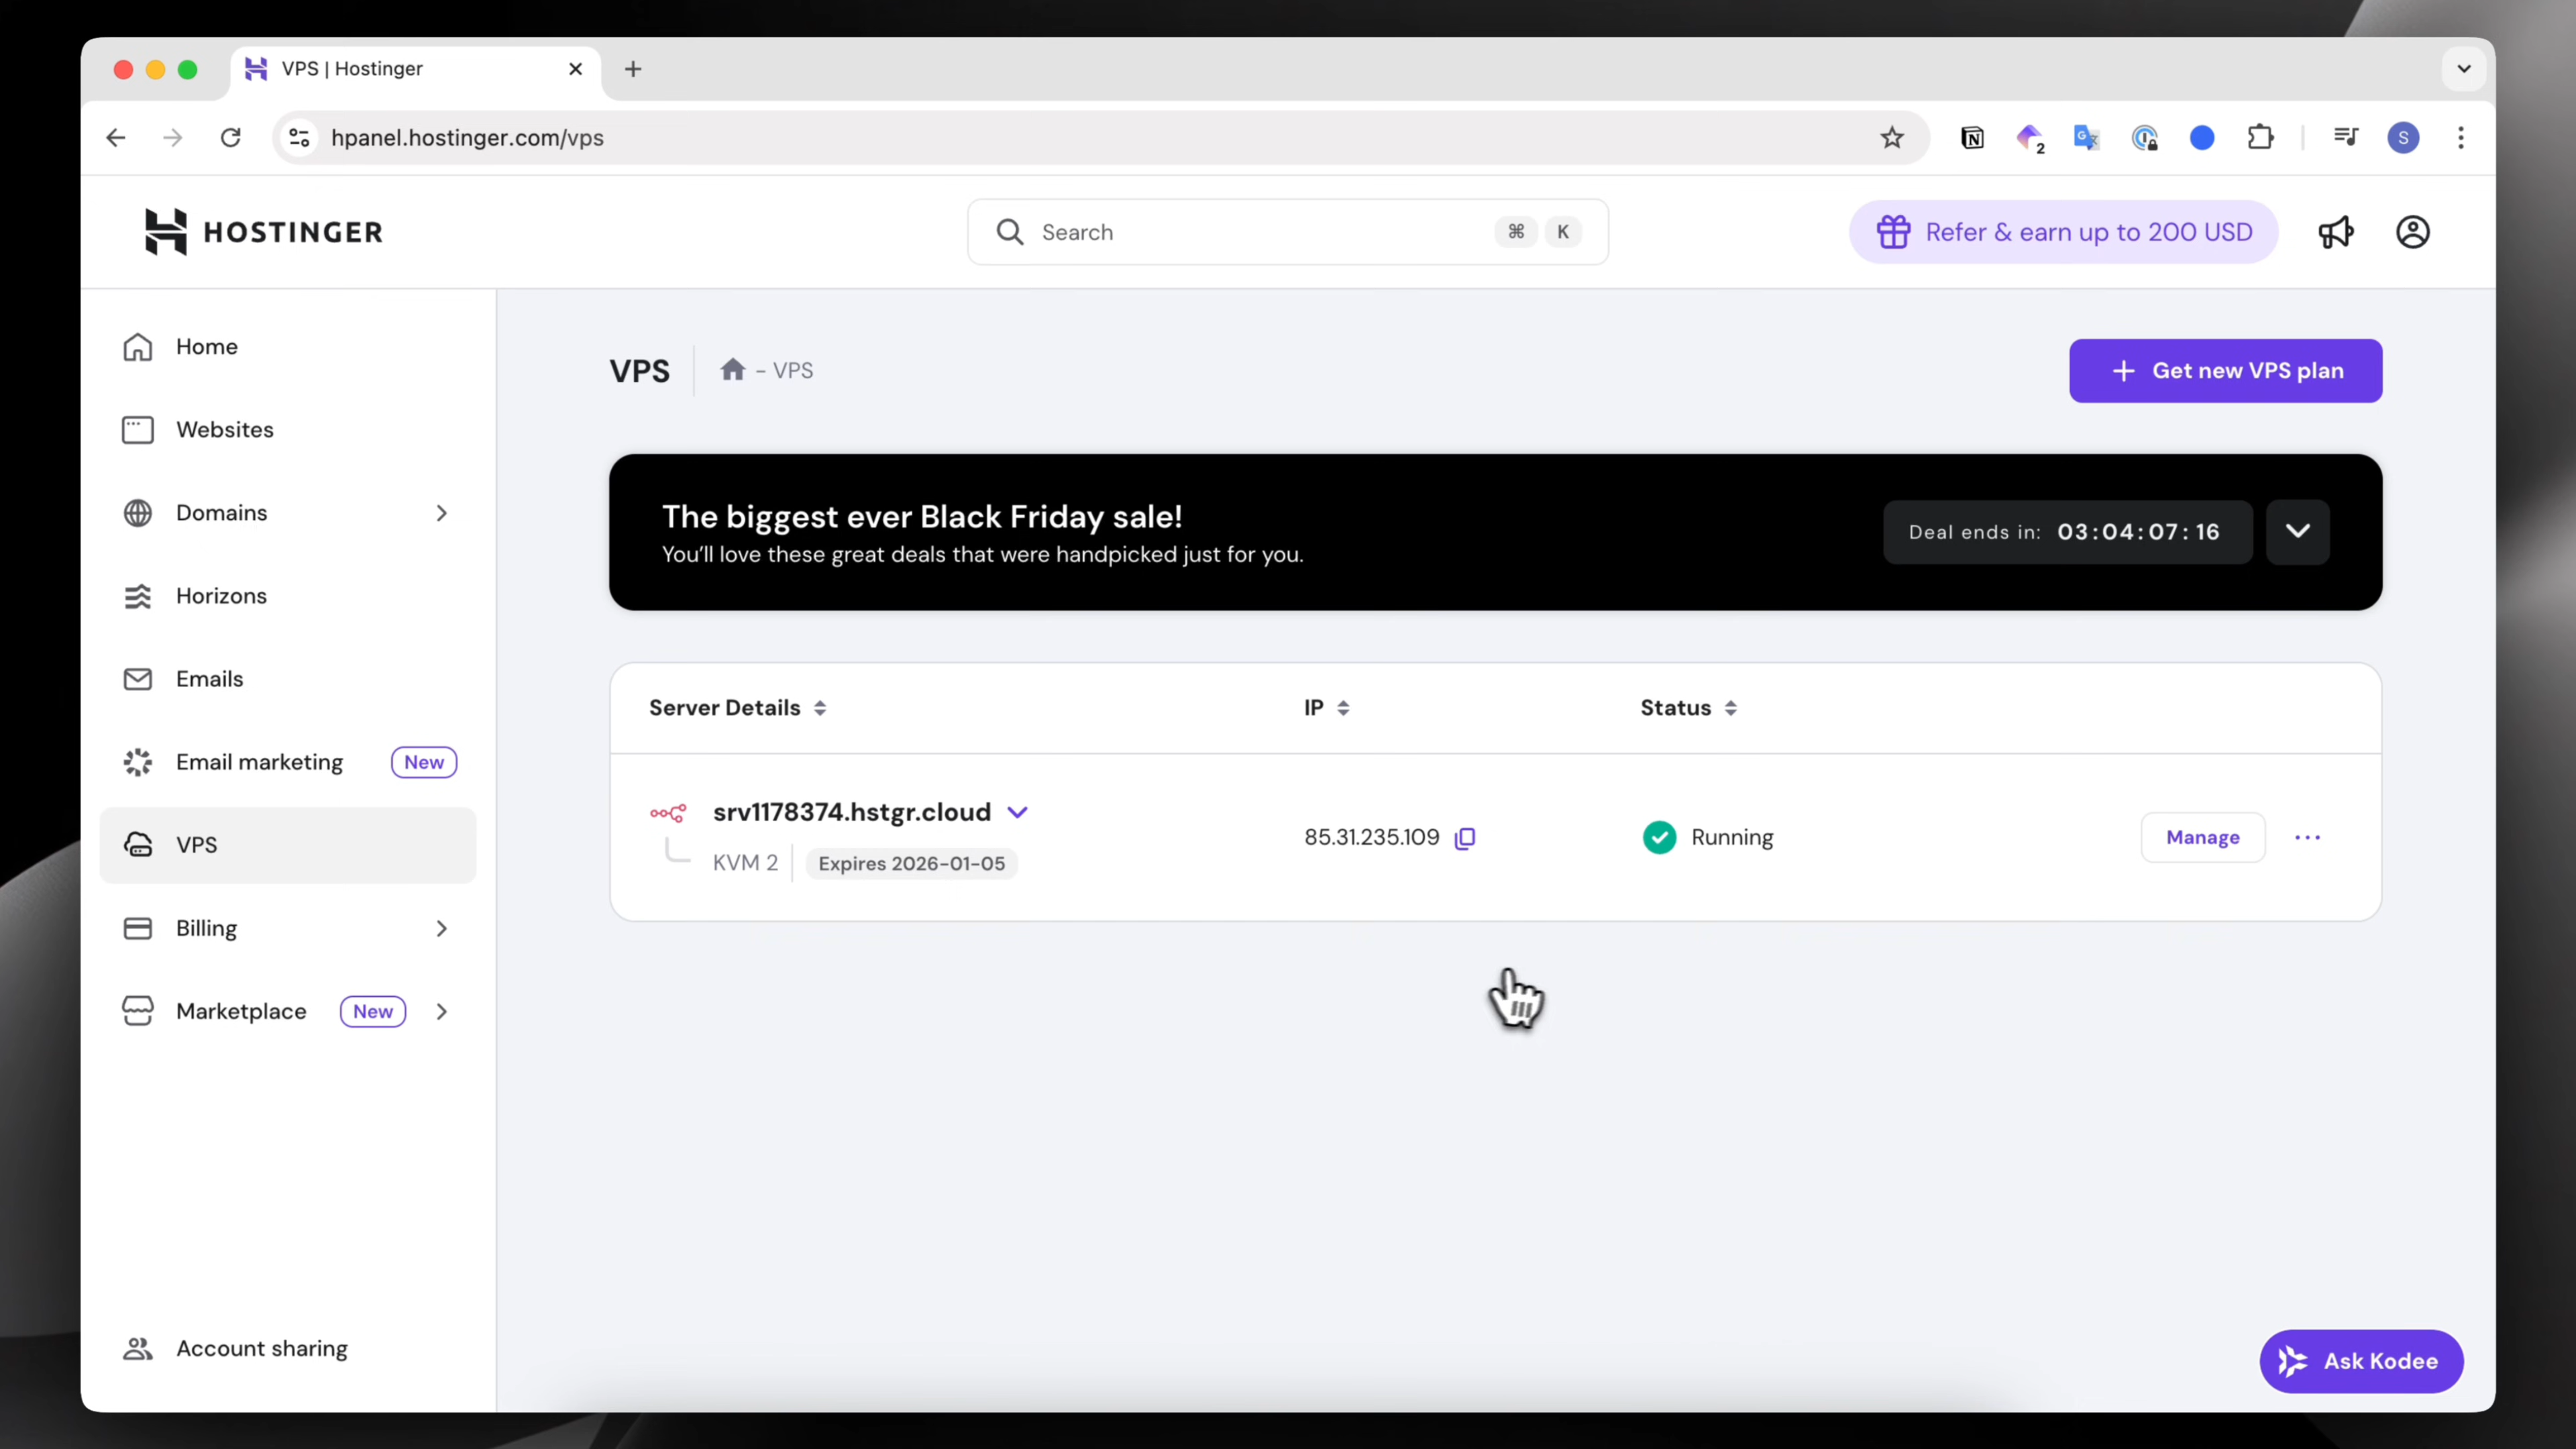 VPS | Hostinger
hpanel.hostinger.com/vps
2
S
HOSTINGER
Search
⌘ K
Refer & earn up to 200 USD
Home
Websites
Domains
Horizons
Emails
Email marketing New
VPS
Billing
Marketplace New
Account sharing
VPS
– VPS
+ Get new VPS plan
The biggest ever Black Friday sale!
You'll love these great deals that were handpicked just for you.
Deal ends in: 03:04:07:16
Server Details IP Status
srv1178374.hstgr.cloud
KVM 2 Expires 2026-01-05
85.31.235.109
Running
Manage
Ask Kodee